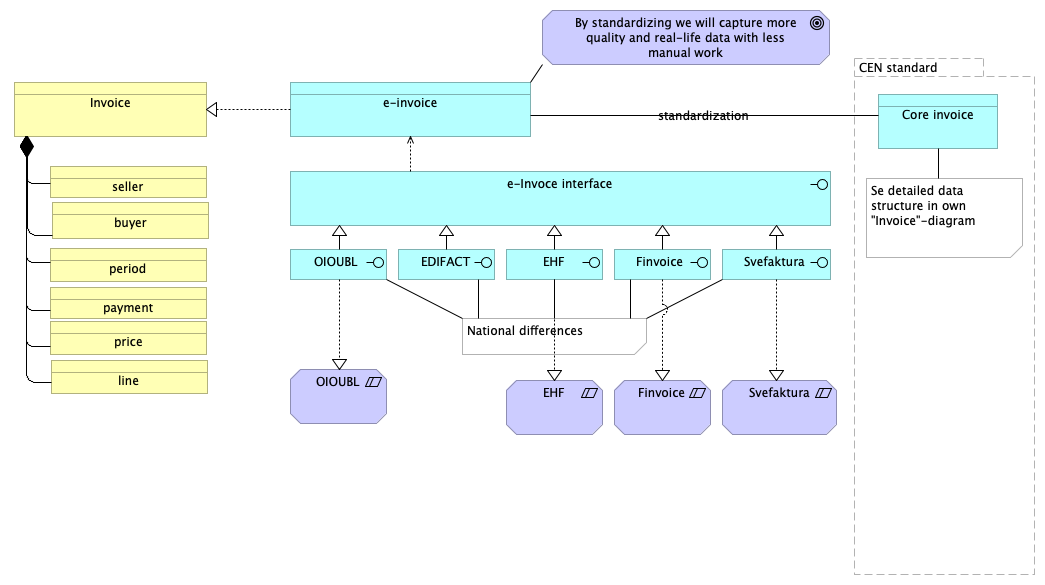 By standardizing we will capture more
quality and real-life data with less
manual work
CEN standard
Invoice
e-invoice
standardization
Core invoice
seller
e-Invoce interface
Se detailed data
structure in own
"Invoice"-diagram
buyer
OIOUBL
EDIFACT
EHF
Finvoice
Svefaktura
period
payment
National differences
price
line
OIOUBL
EHF
Finvoice
Svefaktura